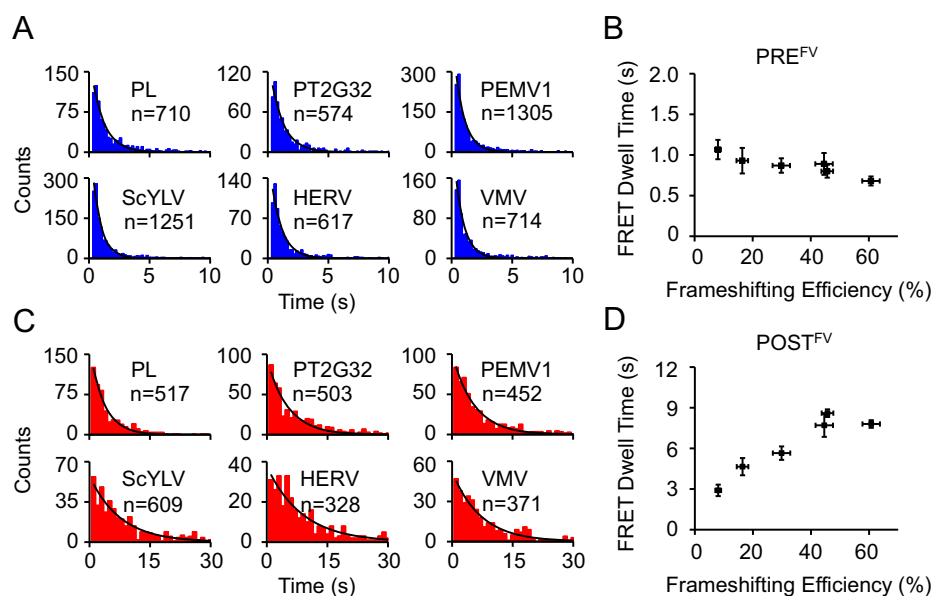 A
B
PRE^FV
150
75
0
PL
n=710
120
60
0
PT2G32
n=574
300
150
0
PEMV1
n=1305
300
150
0
ScYLV
n=1251
140
70
0
HERV
n=617
160
80
0
VMV
n=714
Counts
0 5 10
0 5 10
0 5 10
Time (s)
FRET Dwell Time (s)
2.0
1.5
1.0
0.5
0
0 20 40 60
Frameshifting Efficiency (%)
C
D
POST^FV
150
75
0
PL
n=517
100
50
0
PT2G32
n=503
100
50
0
PEMV1
n=452
70
35
0
ScYLV
n=609
40
20
0
HERV
n=328
60
30
0
VMV
n=371
Counts
0 15 30
0 15 30
0 15 30
Time (s)
FRET Dwell Time (s)
12
9
6
3
0
0 20 40 60
Frameshifting Efficiency (%)